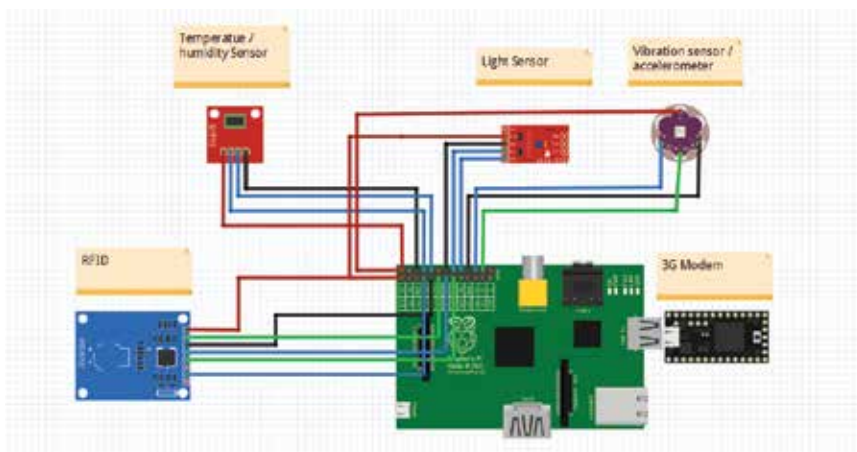 Temperatue /
humidity Sensor
Light Sensor
Vibration sensor /
accelerometer
RFID
3G Modem